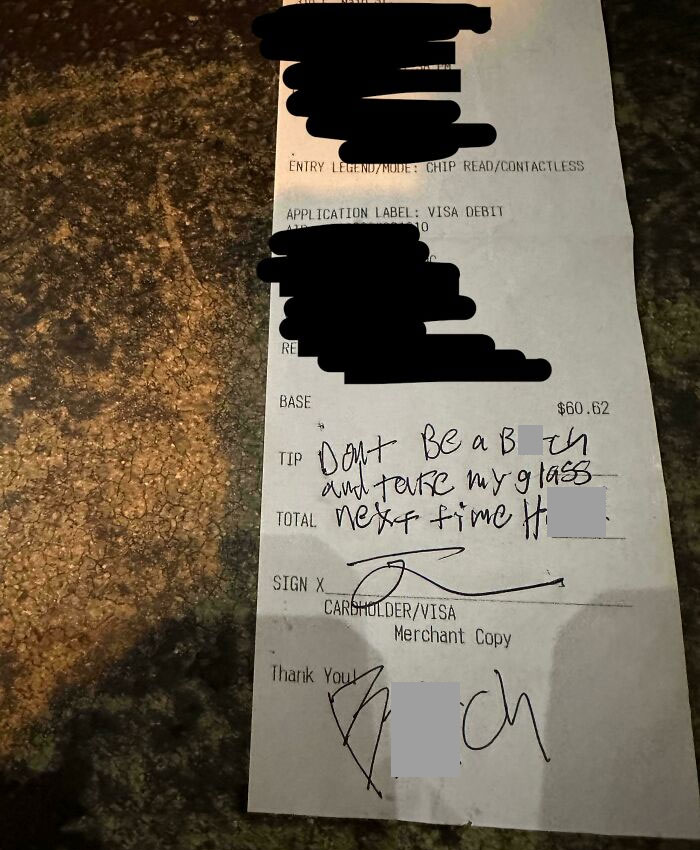 ENTRY LEGEND/MODE: CHIP READ/CONTACTLESS
APPLICATION LABEL: VISA DEBIT
BASE $60.62
TIP Dont Be a B ch
and take my glass
TOTAL next time H
SIGN X
CARDHOLDER/VISA
Merchant Copy
Thank You!
B ch